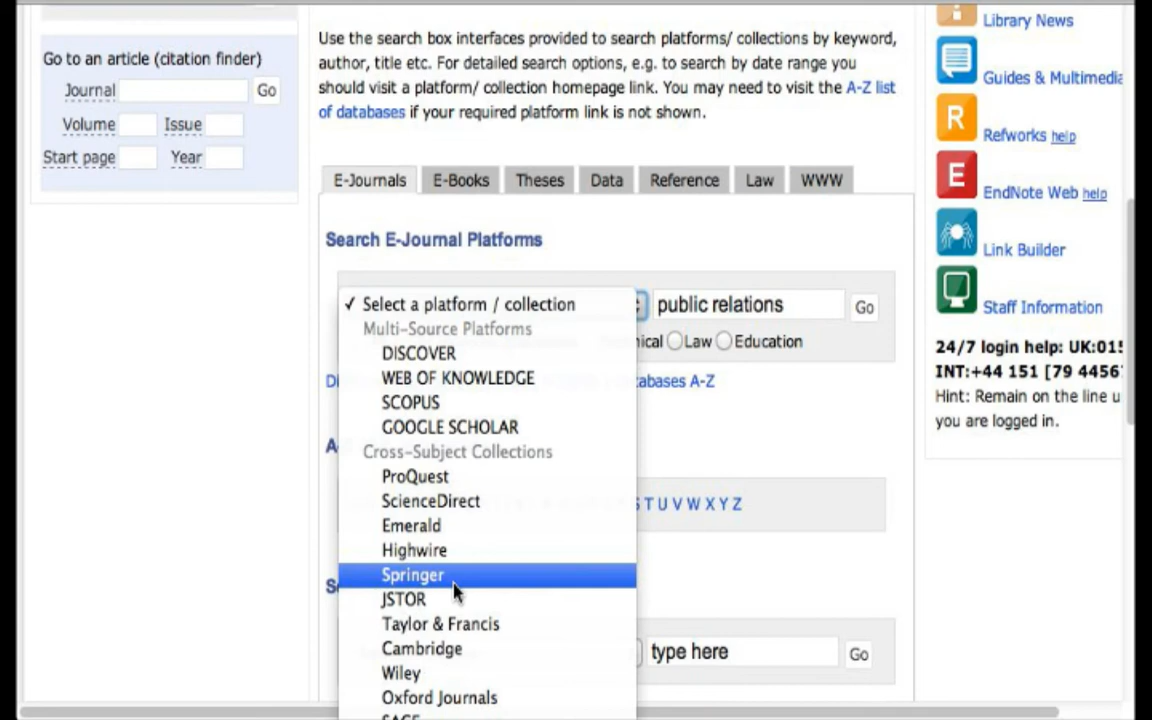 Go to an article (citation finder)
Journal
Go
Volume
Issue
Start page
Year
Use the search box interfaces provided to search platforms/ collections by keyword,
author, title etc. For detailed search options, e.g. to search by date range you
should visit a platform/ collection homepage link. You may need to visit the A-Z list
of databases if your required platform link is not shown.
E-Journals
E-Books
Theses
Data
Reference
Law
WWW
Search E-Journal Platforms
✓ Select a platform / collection
public relations
Go
Multi-Source Platforms
nical Law Education
DISCOVER
WEB OF KNOWLEDGE
abases A-Z
SCOPUS
GOOGLE SCHOLAR
Cross-Subject Collections
ProQuest
ScienceDirect
T U V W X Y Z
Emerald
Highwire
Springer
JSTOR
Taylor & Francis
Cambridge
type here
Go
Wiley
Oxford Journals
Library News
Guides & Multimedia
R
Refworks help
E
EndNote Web help
Link Builder
Staff Information
24/7 login help: UK:015
INT:+44 151 [79 4456
Hint: Remain on the line u
you are logged in.